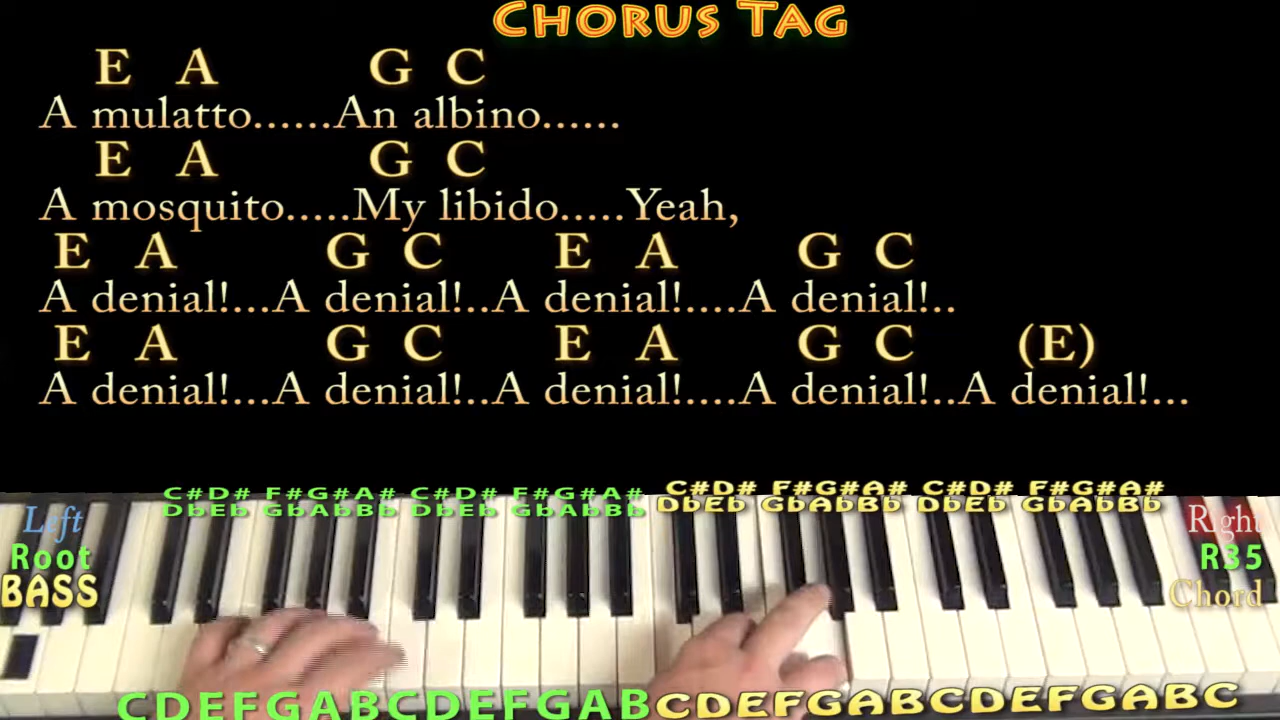 CHORUS TAG
E A G C
A mulatto......An albino......
E A G C
A mosquito.....My libido.....Yeah,
E A G C E A G C
A denial!...A denial!..A denial!....A denial!..
E A G C E A G C (E)
A denial!...A denial!..A denial!....A denial!..A denial!...
C#D# F#G#A# C#D# F#G#A# C#D# F#G#A# C#D# F#G#A#
DbEb GbAbBb DbEb GbAbBb DbEb GbAbBb DbEb GbAbBb
Left
Root
BASS
Right
R35
Chord
CDEFGABCDEFGABCDEFGABCDEFGABC